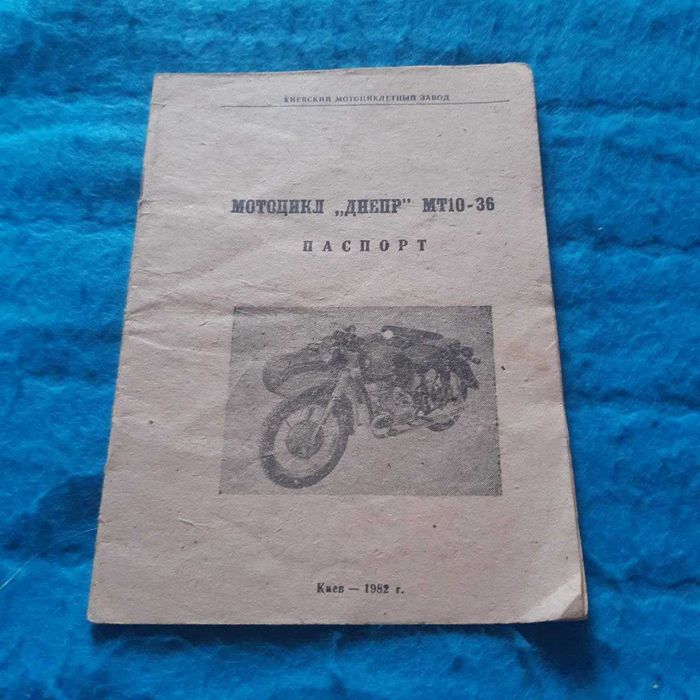 КИЕВСКИЙ МОТОЦИКЛЕТНЫЙ ЗАВОД
МОТОЦИКЛ „ДНЕПР" МТ10-36
ПАСПОРТ
Киев — 1982 г.